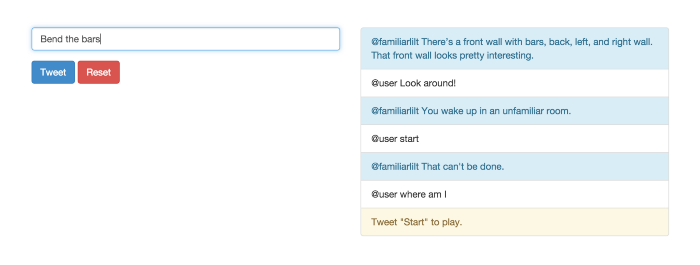 Bend the bars
Tweet
Reset
@familiarlilt There's a front wall with bars, back, left, and right wall.
That front wall looks pretty interesting.
@user Look around!
@familiarlilt You wake up in an unfamiliar room.
@user start
@familiarlilt That can't be done.
@user where am I
Tweet "Start" to play.